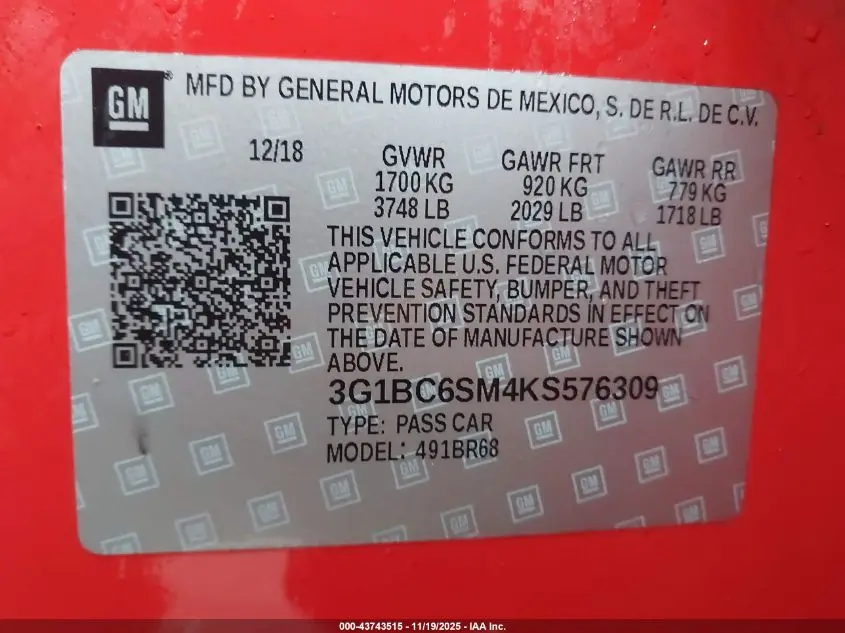 GM® MFD BY GENERAL MOTORS DE MEXICO, S. DE R.L. DE C.V.
12/18 GVWR GAWR FRT GAWR RR
1700 KG 920 KG 779 KG
3748 LB 2029 LB 1718 LB
THIS VEHICLE CONFORMS TO ALL
APPLICABLE U.S. FEDERAL MOTOR
VEHICLE SAFETY, BUMPER, AND THEFT
PREVENTION STANDARDS IN EFFECT ON
THE DATE OF MANUFACTURE SHOWN
ABOVE.
3G1BC6SM4KS576309
TYPE: PASS CAR
MODEL: 491BR68
000-43743515 - 11/19/2025 - IAA Inc.